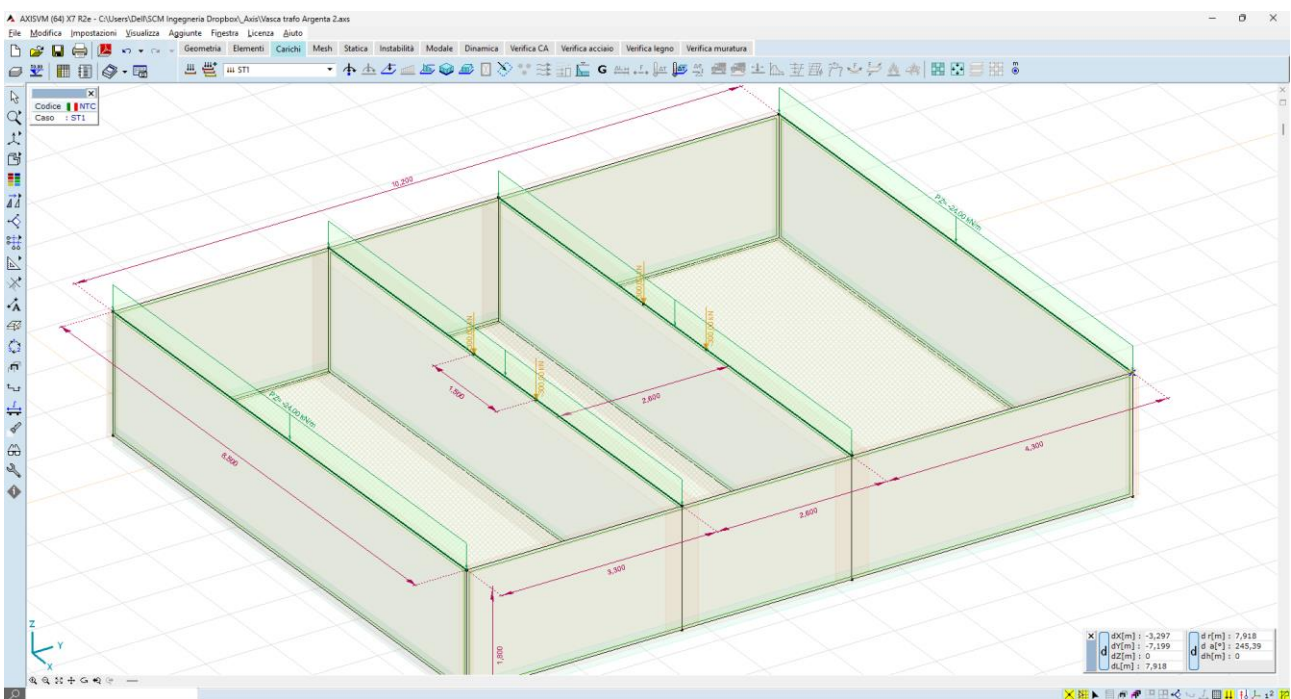 AXISVM (64) X7 R2e - C:\Users\Dell\SCM Ingegneria Dropbox\_Axis\Vasca trafo Argenta 2.axs
File Modifica Impostazioni Visualizza Aggiunte Finestra Licenza Aiuto
Geometria Elementi Carichi Mesh Statica Instabilità Modale Dinamica Verifica CA Verifica acciaio Verifica legno Verifica muratura
ST1
Codice NTC
Caso : ST1
10,200
PZ= -24,00 kN/m
1,500
2,600
PZ= -24,00 kN/m
8,800
4,300
2,600
3,300
1,800
Z
Y
X
dX[m] : -3,297
dY[m] : -7,199
dZ[m] : 0
dL[m] : 7,918
d
d r[m] : 7,918
d a[°] : 245,39
dh[m] : 0
d